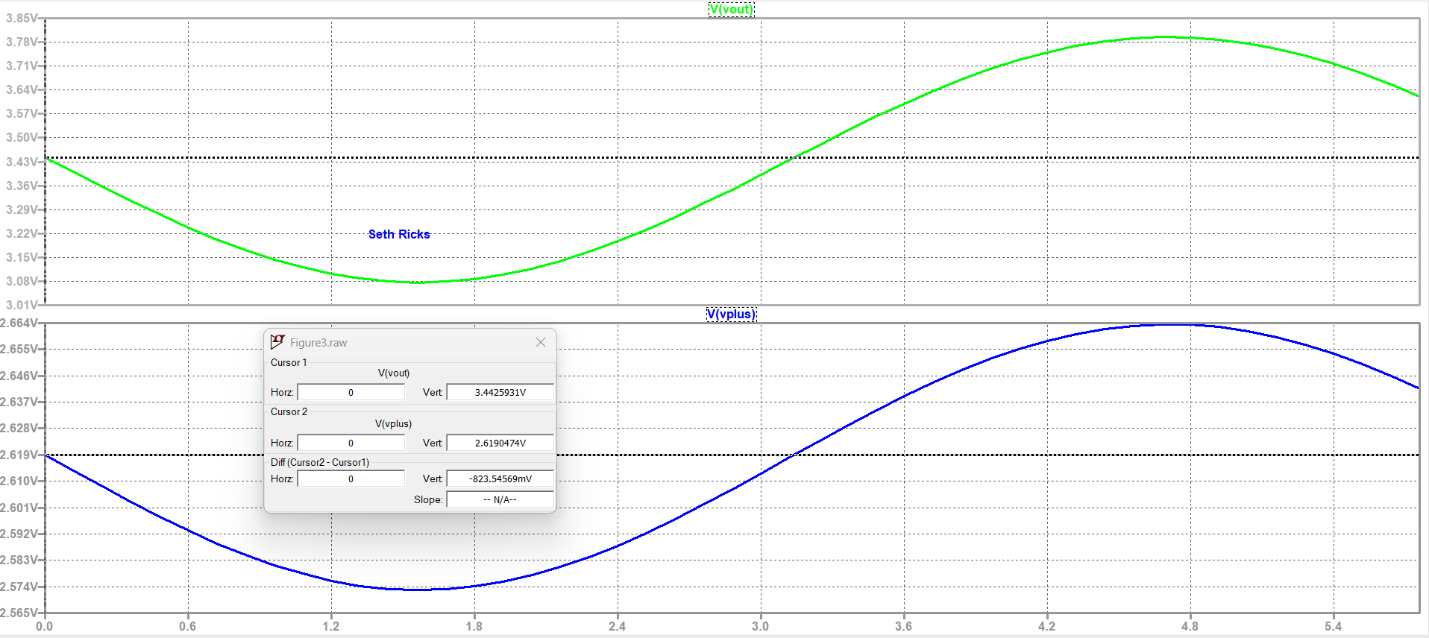 V(vout)
3.85V
3.78V
3.71V
3.64V
3.57V
3.50V
3.43V
3.36V
3.29V
3.22V
3.15V
3.08V
3.01V
Seth Ricks
V(vplus)
2.664V
2.655V
2.646V
2.637V
2.628V
2.619V
2.610V
2.601V
2.592V
2.583V
2.574V
2.565V
Figure3.raw
Cursor 1
V(vout)
Horz: 0 Vert: 3.4425931V
Cursor 2
V(vplus)
Horz: 0 Vert: 2.6190474V
Diff (Cursor2 - Cursor1)
Horz: 0 Vert: -823.54569mV
Slope: -- N/A--
0.0 0.6 1.2 1.8 2.4 3.0 3.6 4.2 4.8 5.4